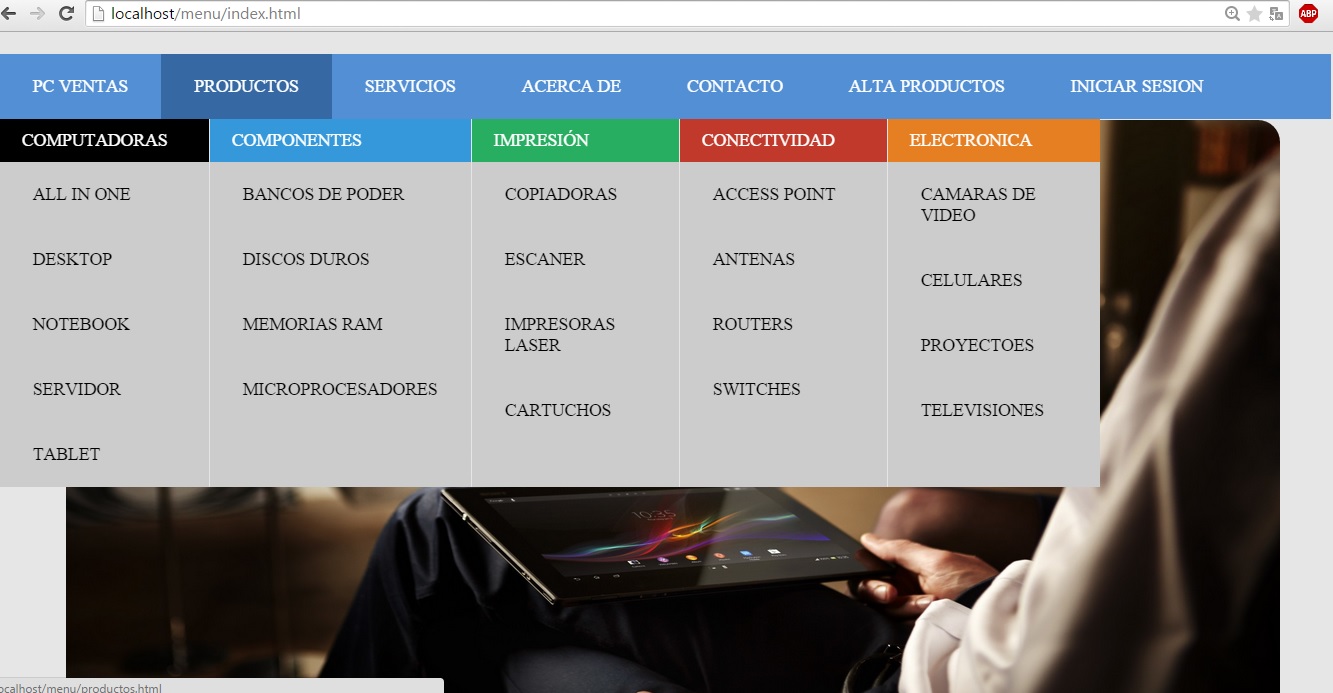 localhost/menu/index.html
ABP
PC VENTAS
PRODUCTOS
SERVICIOS
ACERCA DE
CONTACTO
ALTA PRODUCTOS
INICIAR SESION
COMPUTADORAS
COMPONENTES
IMPRESIÓN
CONECTIVIDAD
ELECTRONICA
ALL IN ONE
DESKTOP
NOTEBOOK
SERVIDOR
TABLET
BANCOS DE PODER
DISCOS DUROS
MEMORIAS RAM
MICROPROCESADORES
COPIADORAS
ESCANER
IMPRESORAS
LASER
CARTUCHOS
ACCESS POINT
ANTENAS
ROUTERS
SWITCHES
CAMARAS DE
VIDEO
CELULARES
PROYECTOES
TELEVISIONES
10:35
ocalhost/menu/productos.html